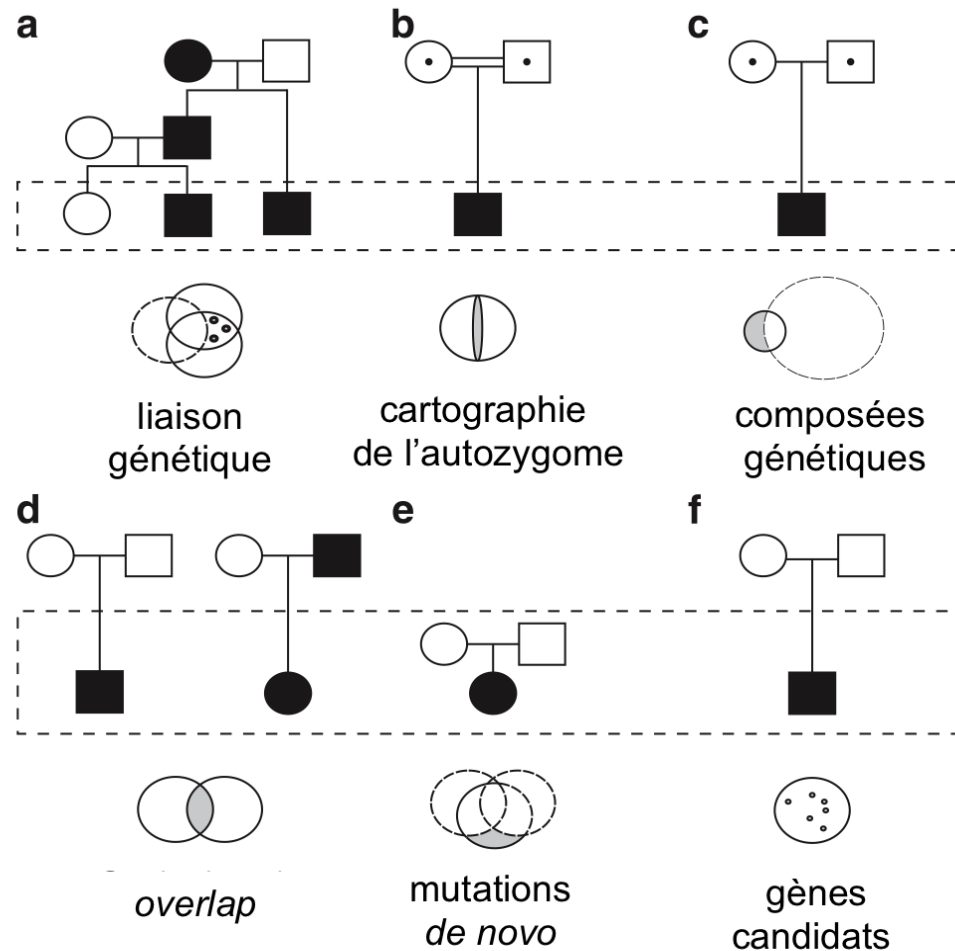 a
b
c
liaison
génétique
cartographie
de l'autozygome
composées
génétiques
d
e
f
overlap
mutations
de novo
gènes
candidats